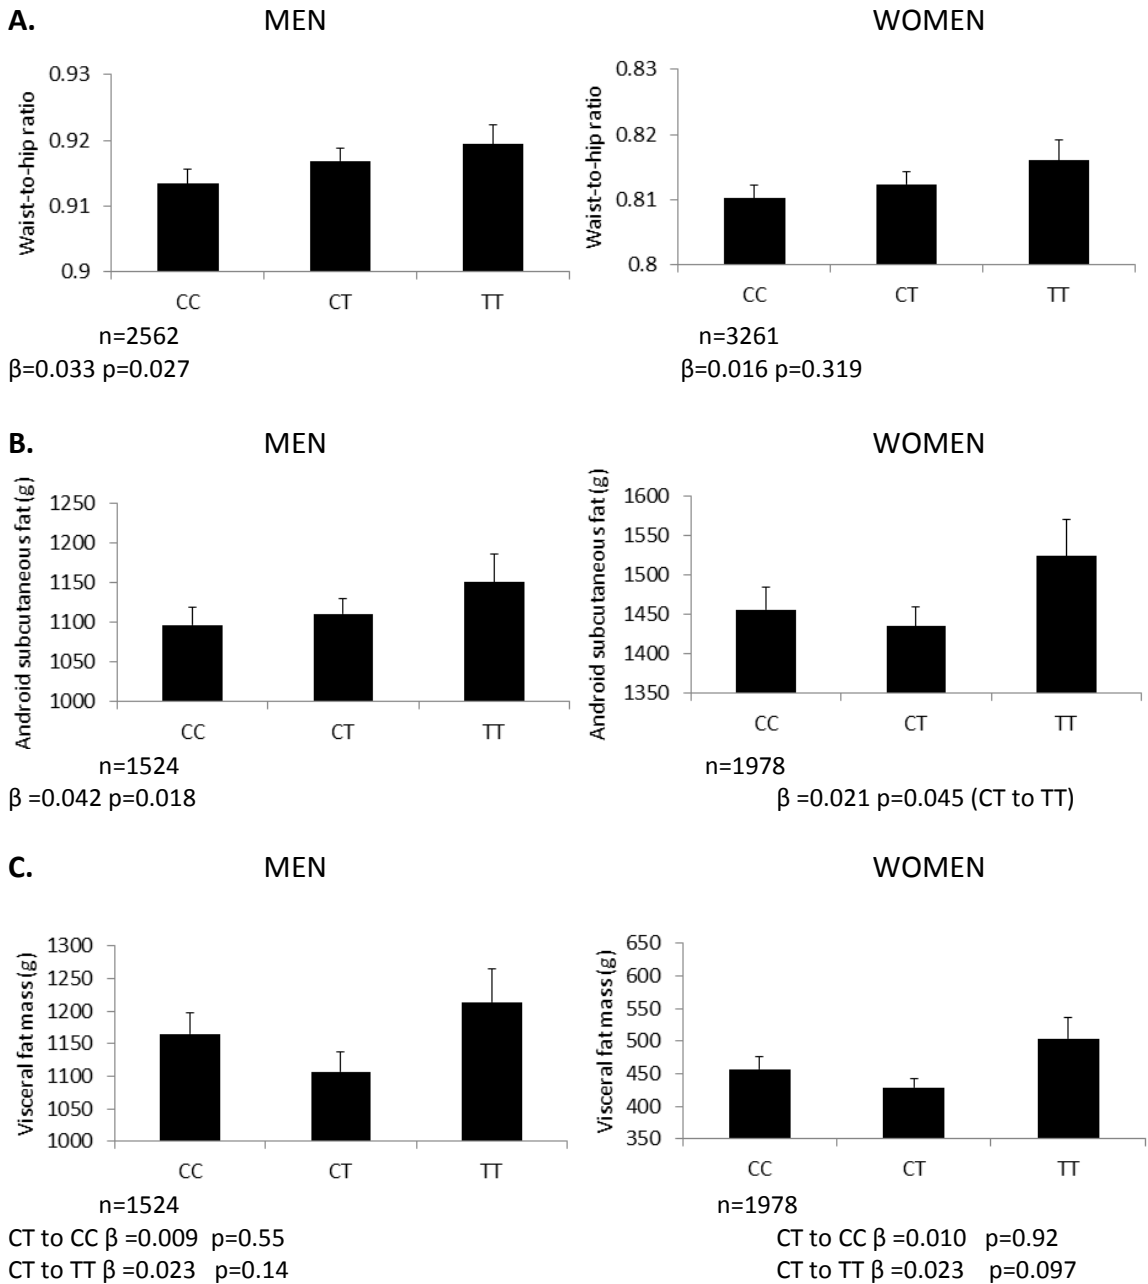 A. MEN WOMEN
Waist-to-hip ratio
0.93
0.92
0.91
0.9
CC CT TT
n=2562
β=0.033 p=0.027
Waist-to-hip ratio
0.83
0.82
0.81
0.8
CC CT TT
n=3261
β=0.016 p=0.319
B. MEN WOMEN
Android subcutaneous fat (g)
1250
1200
1150
1100
1050
1000
CC CT TT
n=1524
β =0.042 p=0.018
Android subcutaneous fat (g)
1600
1550
1500
1450
1400
1350
CC CT TT
n=1978
β =0.021 p=0.045 (CT to TT)
C. MEN WOMEN
Visceral fat mass (g)
1300
1250
1200
1150
1100
1050
1000
CC CT TT
n=1524
CT to CC β =0.009 p=0.55
CT to TT β =0.023 p=0.14
Visceral fat mass (g)
650
600
550
500
450
400
350
CC CT TT
n=1978
CT to CC β =0.010 p=0.92
CT to TT β =0.023 p=0.097